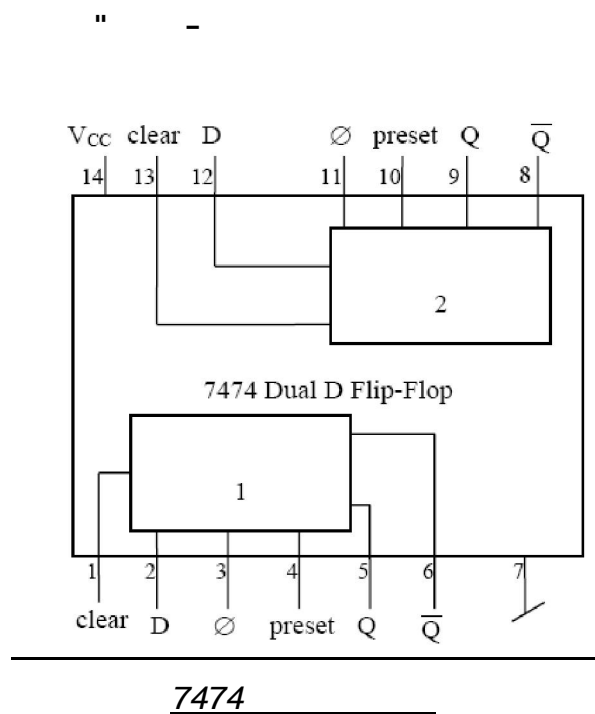 " –
VCC clear D Ø preset Q Q̅
14 13 12 11 10 9 8
2
7474 Dual D Flip-Flop
1
1 2 3 4 5 6 7
clear D Ø preset Q Q̅
7474